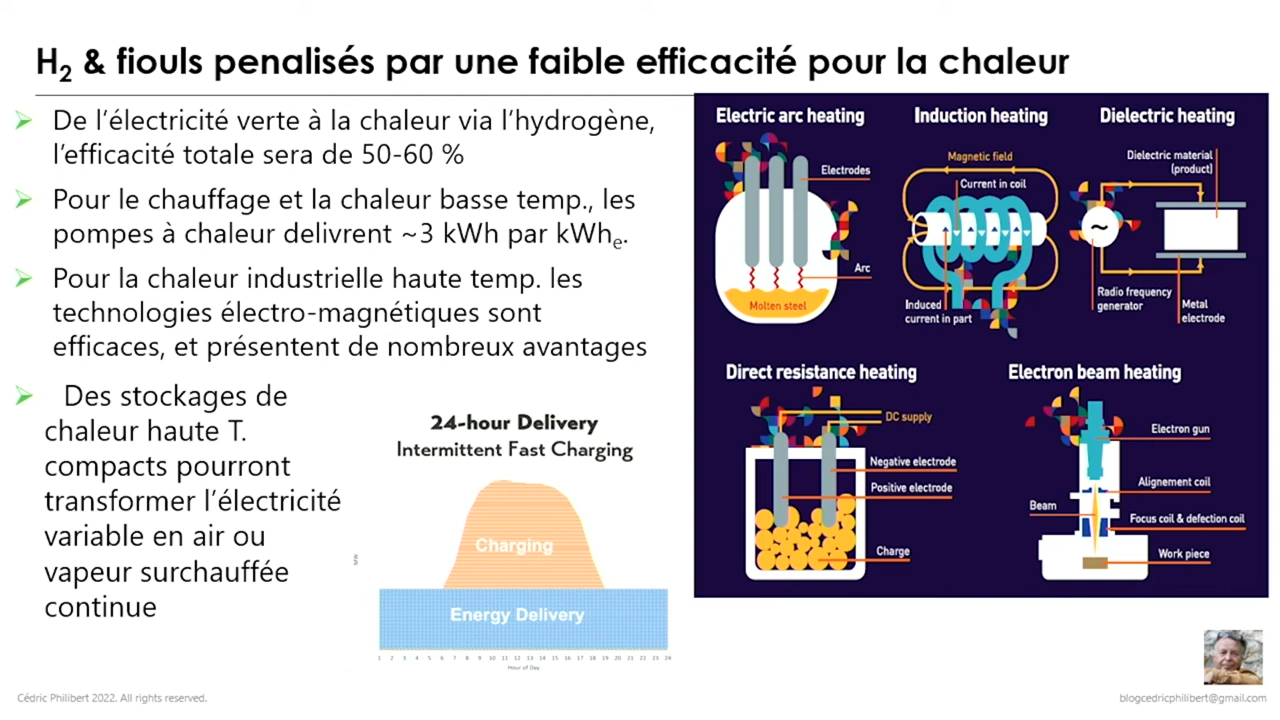 H₂ & fiouls penalisés par une faible efficacité pour la chaleur
De l'électricité verte à la chaleur via l'hydrogène,
l'efficacité totale sera de 50-60 %
Pour le chauffage et la chaleur basse temp., les
pompes à chaleur delivrent ~3 kWh par kWhₑ.
Pour la chaleur industrielle haute temp. les
technologies électro-magnétiques sont
efficaces, et présentent de nombreux avantages
Des stockages de
chaleur haute T.
compacts pourront
transformer l'électricité
variable en air ou
vapeur surchauffée
continue
24-hour Delivery
Intermittent Fast Charging
Charging
Energy Delivery
MW
1 2 3 4 5 6 7 8 9 10 11 12 13 14 15 16 17 18 19 20 21 22 23 24
Hour of Day
Electric arc heating
Electrodes
Arc
Molten steel
Induction heating
Magnetic field
Current in coil
Induced
current in part
Dielectric heating
Dielectric material
(product)
~
Radio frequency
generator
Metal
electrode
Direct resistance heating
DC supply
Negative electrode
Positive electrode
Charge
Electron beam heating
Electron gun
Alignement coil
Beam
Focus coil & defection coil
Work piece
Cédric Philibert 2022. All rights reserved.
blogcedricphilibert@gmail.com